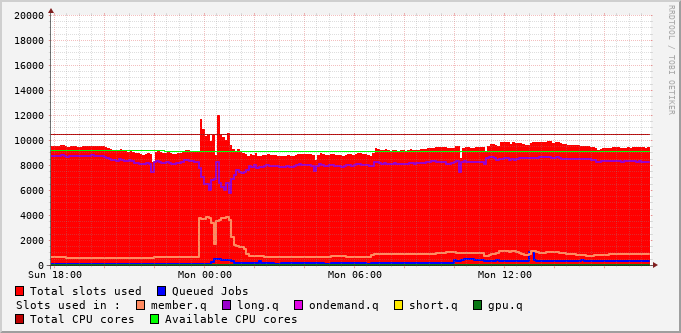 20000
18000
16000
14000
12000
10000
8000
6000
4000
2000
0
Sun 18:00 Mon 00:00 Mon 06:00 Mon 12:00
RRDTOOL / TOBI OETIKER
Total slots used Queued Jobs
Slots used in : member.q long.q ondemand.q short.q gpu.q
Total CPU cores Available CPU cores